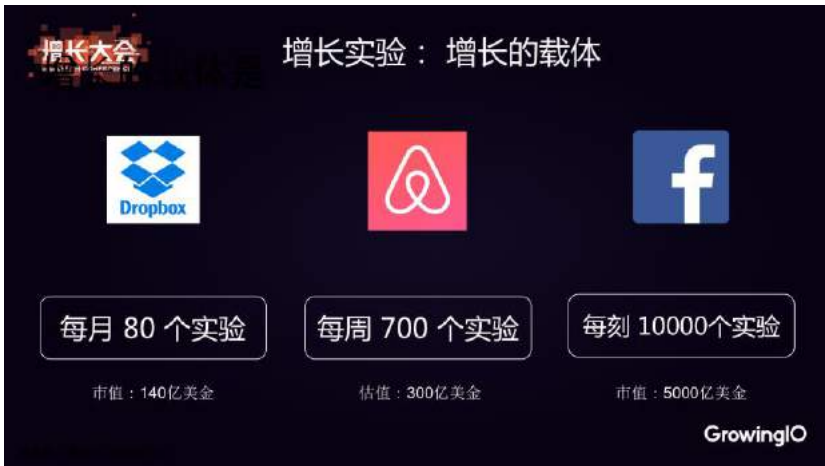 增长大会
增长实验：增长的载体
Dropbox
每月 80 个实验
每周 700 个实验
每刻 10000个实验
市值：140亿美金
估值：300亿美金
市值：5000亿美金
GrowingIO